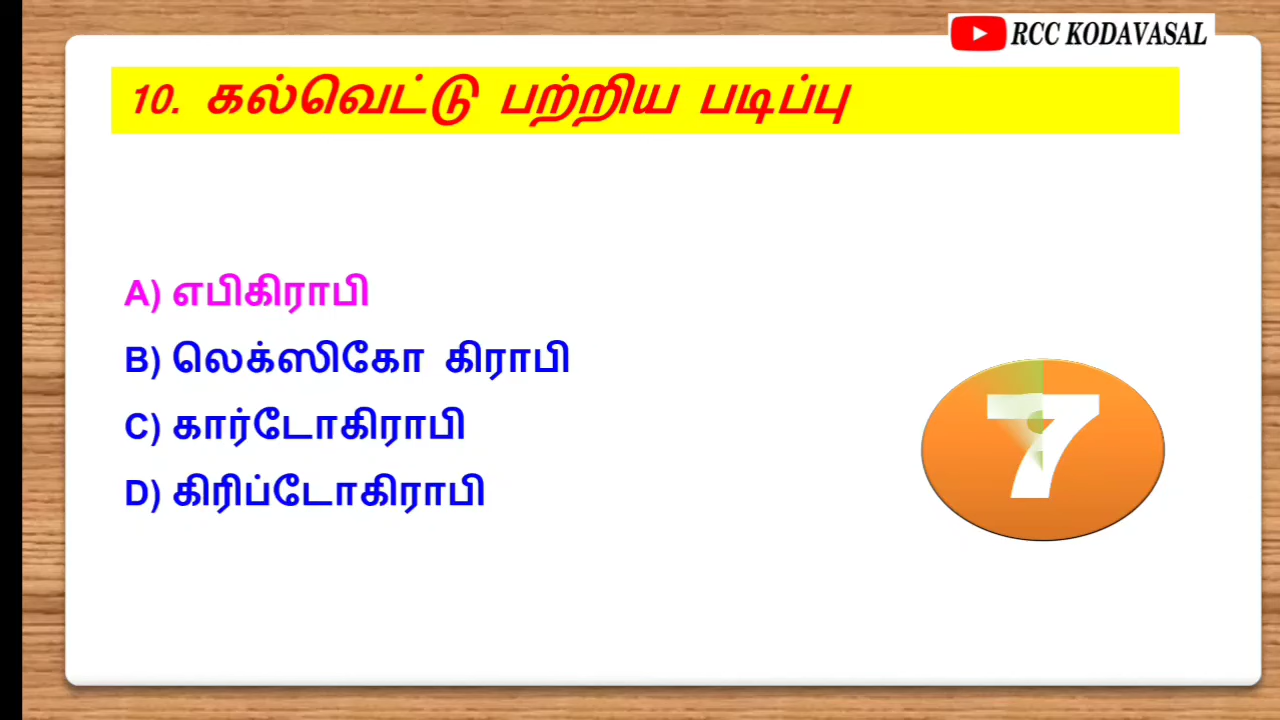 RCC KODAVASAL
10. கல்வெட்டு பற்றிய படிப்பு
A) எபிகிராபி
B) லெக்ஸிகோ கிராபி
C) கார்டோகிராபி
D) கிரிப்டோகிராபி
7